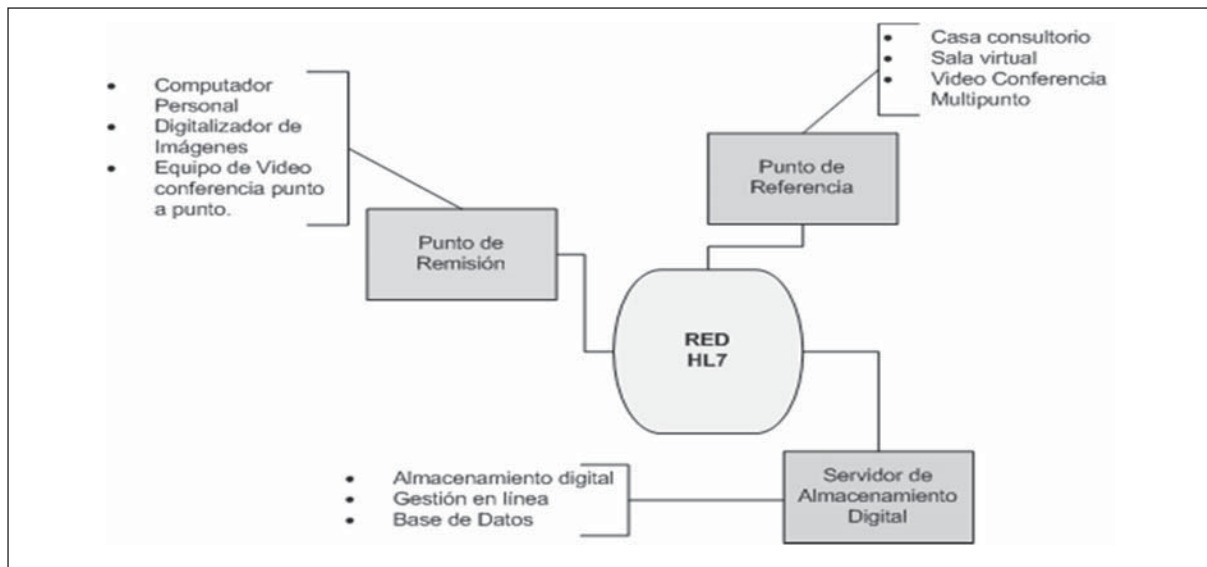 • Computador
Personal
• Digitalizador de
Imágenes
• Equipo de Video
conferencia punto
a punto.
Punto de
Remisión
• Casa consultorio
• Sala virtual
• Video Conferencia
Multipunto
Punto de
Referencia
RED
HL7
• Almacenamiento digital
• Gestión en línea
• Base de Datos
Servidor de
Almacenamiento
Digital